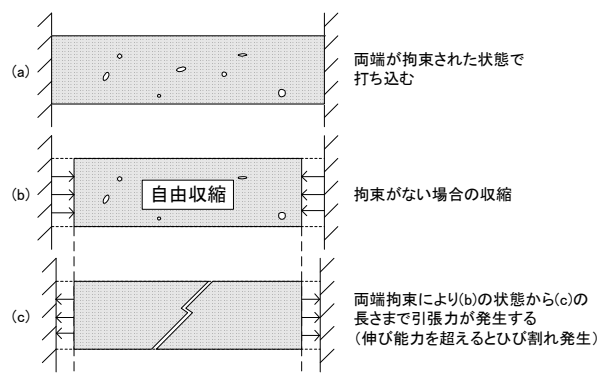 (a)
両端が拘束された状態で
打ち込む
(b)
自由収縮
拘束がない場合の収縮
(c)
両端拘束により(b)の状態から(c)の
長さまで引張力が発生する
(伸び能力を超えるとひび割れ発生)